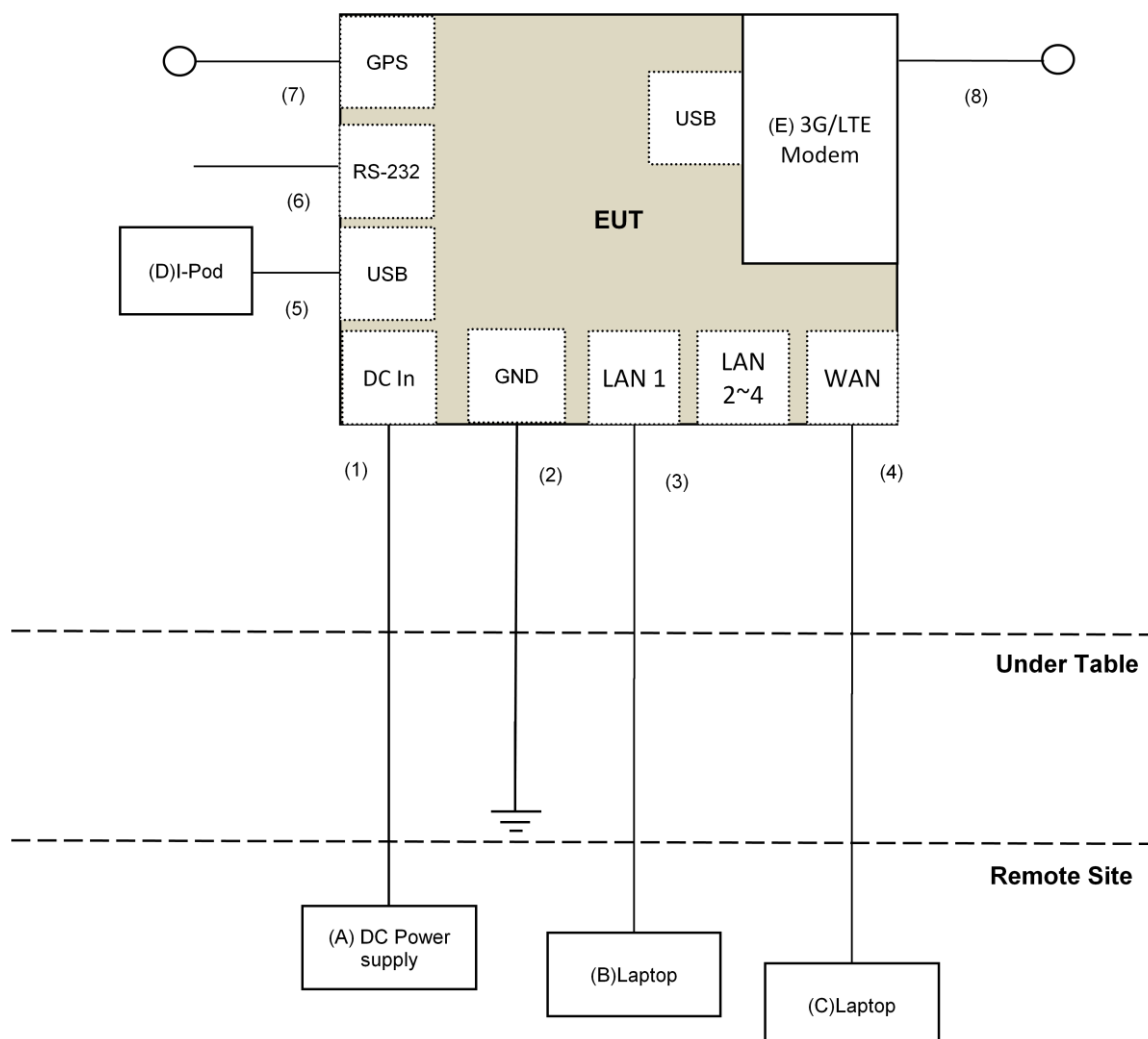 GPS
(7)
USB
(E) 3G/LTE
Modem
(8)
RS-232
(6)
EUT
(D)I-Pod
USB
(5)
DC In
GND
LAN 1
LAN
2~4
WAN
(1)
(2)
(3)
(4)
Under Table
Remote Site
(A) DC Power
supply
(B)Laptop
(C)Laptop